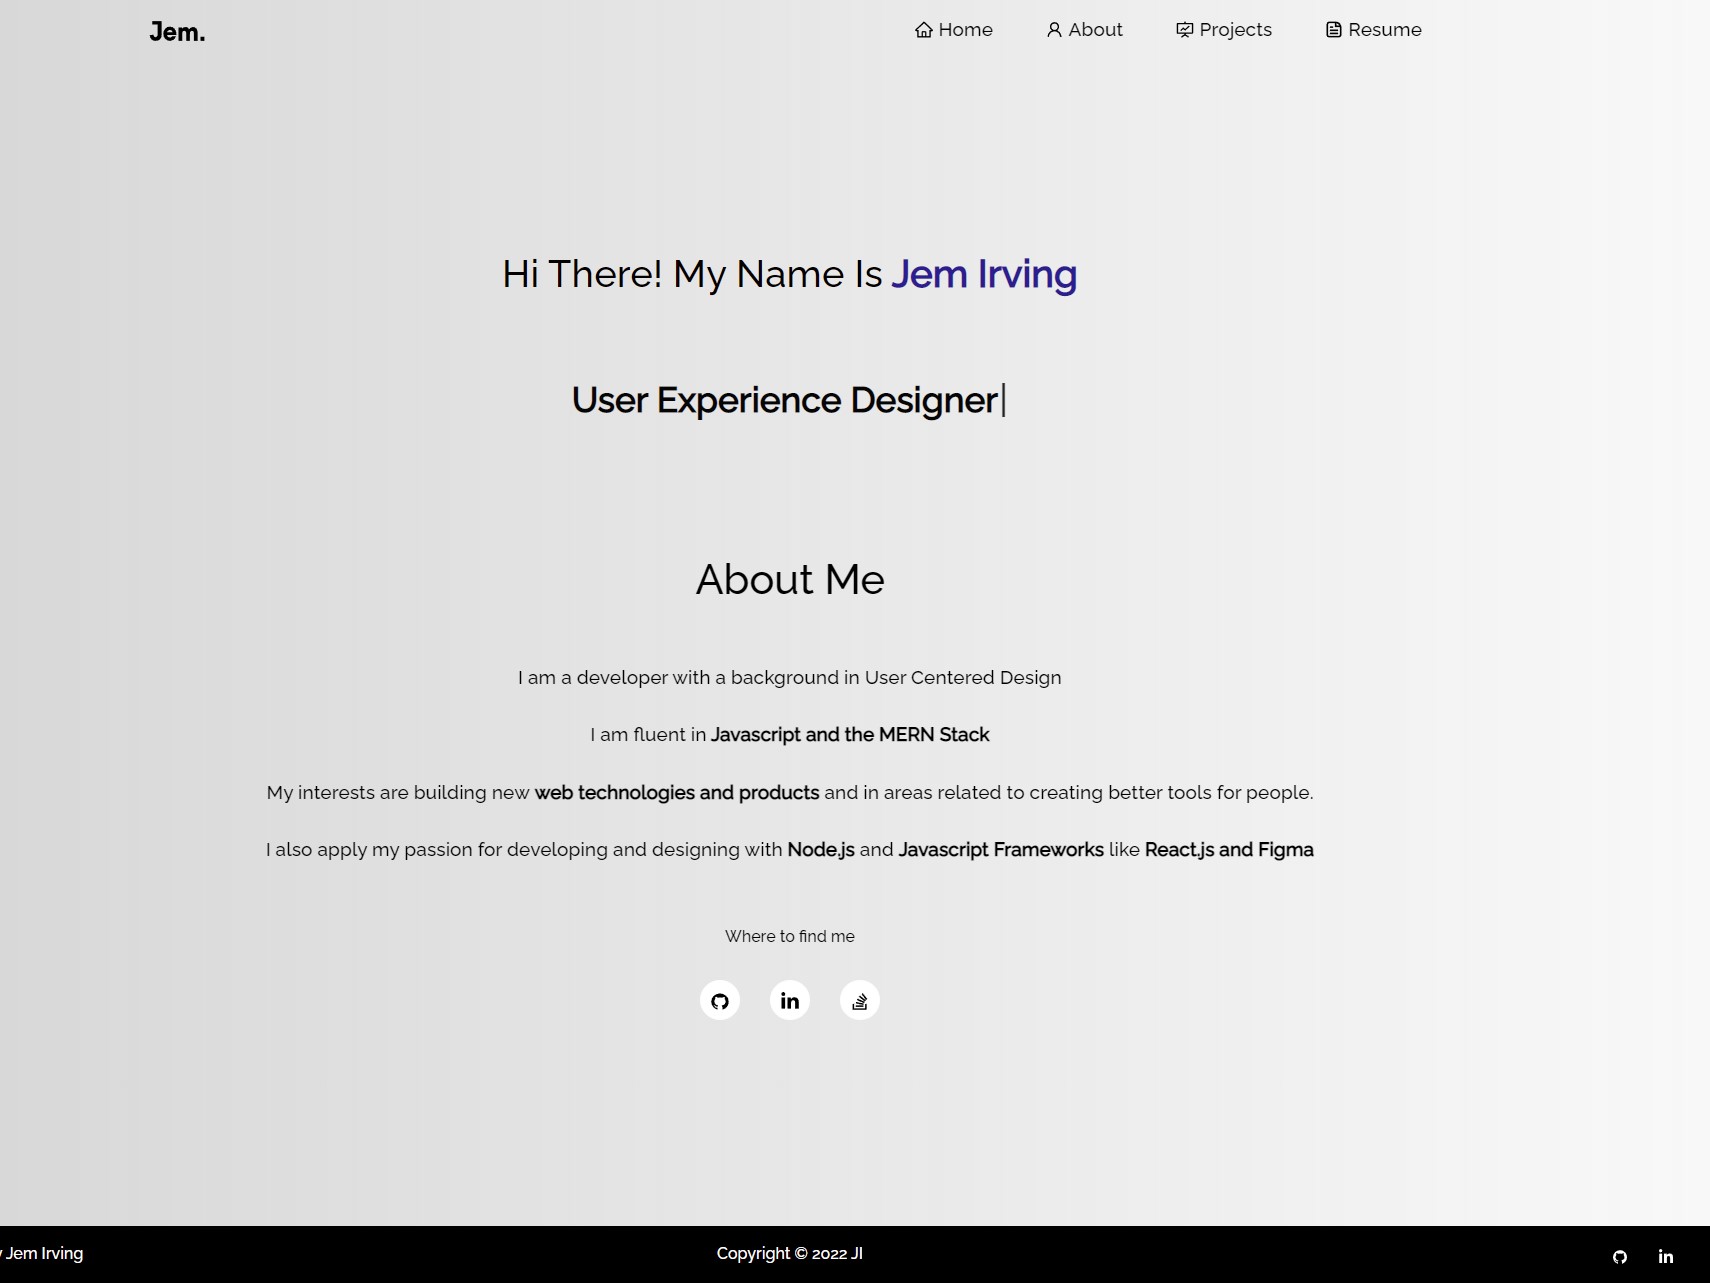 Jem.
Home
About
Projects
Resume
Hi There! My Name Is Jem Irving
User Experience Designer
About Me
I am a developer with a background in User Centered Design
I am fluent in Javascript and the MERN Stack
My interests are building new web technologies and products and in areas related to creating better tools for people.
I also apply my passion for developing and designing with Node.js and Javascript Frameworks like React.js and Figma
Where to find me
in
Jem Irving
Copyright © 2022 JI
in